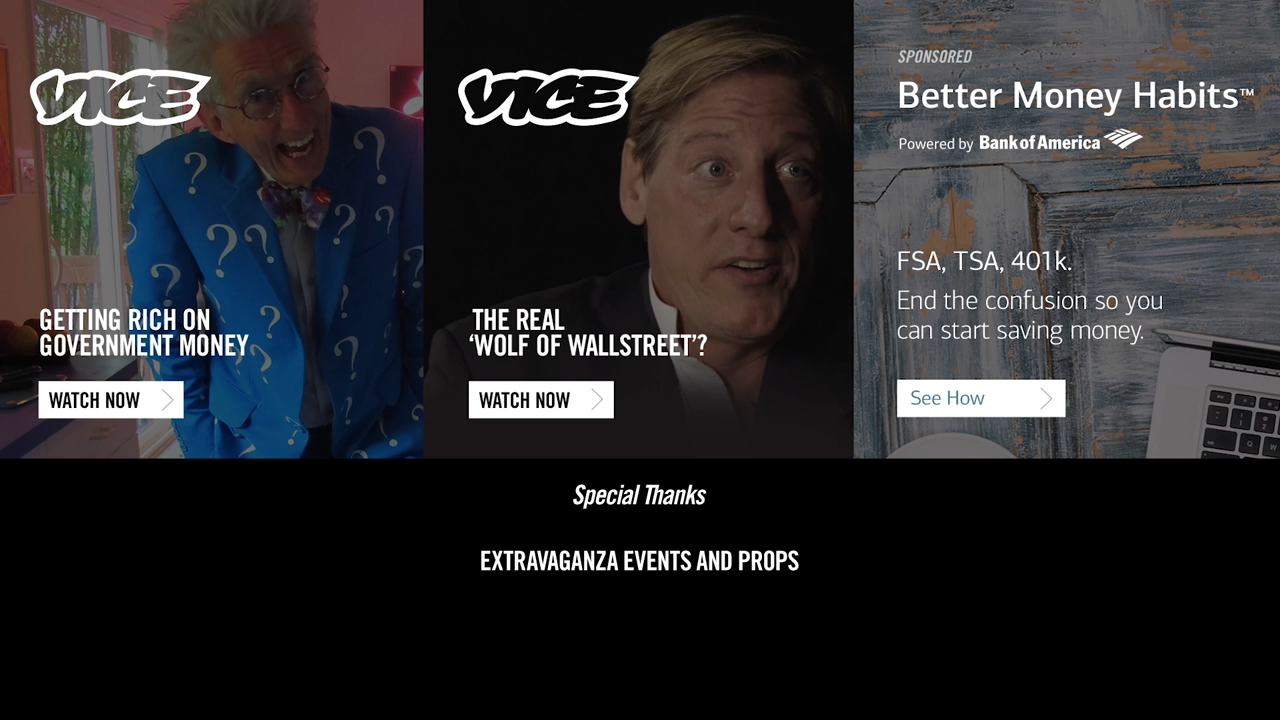 VICE
GETTING RICH ON
GOVERNMENT MONEY
WATCH NOW
VICE
THE REAL
‘WOLF OF WALLSTREET’?
WATCH NOW
SPONSORED
Better Money Habits™
Powered by Bank of America
FSA, TSA, 401k.
End the confusion so you
can start saving money.
See How
Special Thanks
EXTRAVAGANZA EVENTS AND PROPS